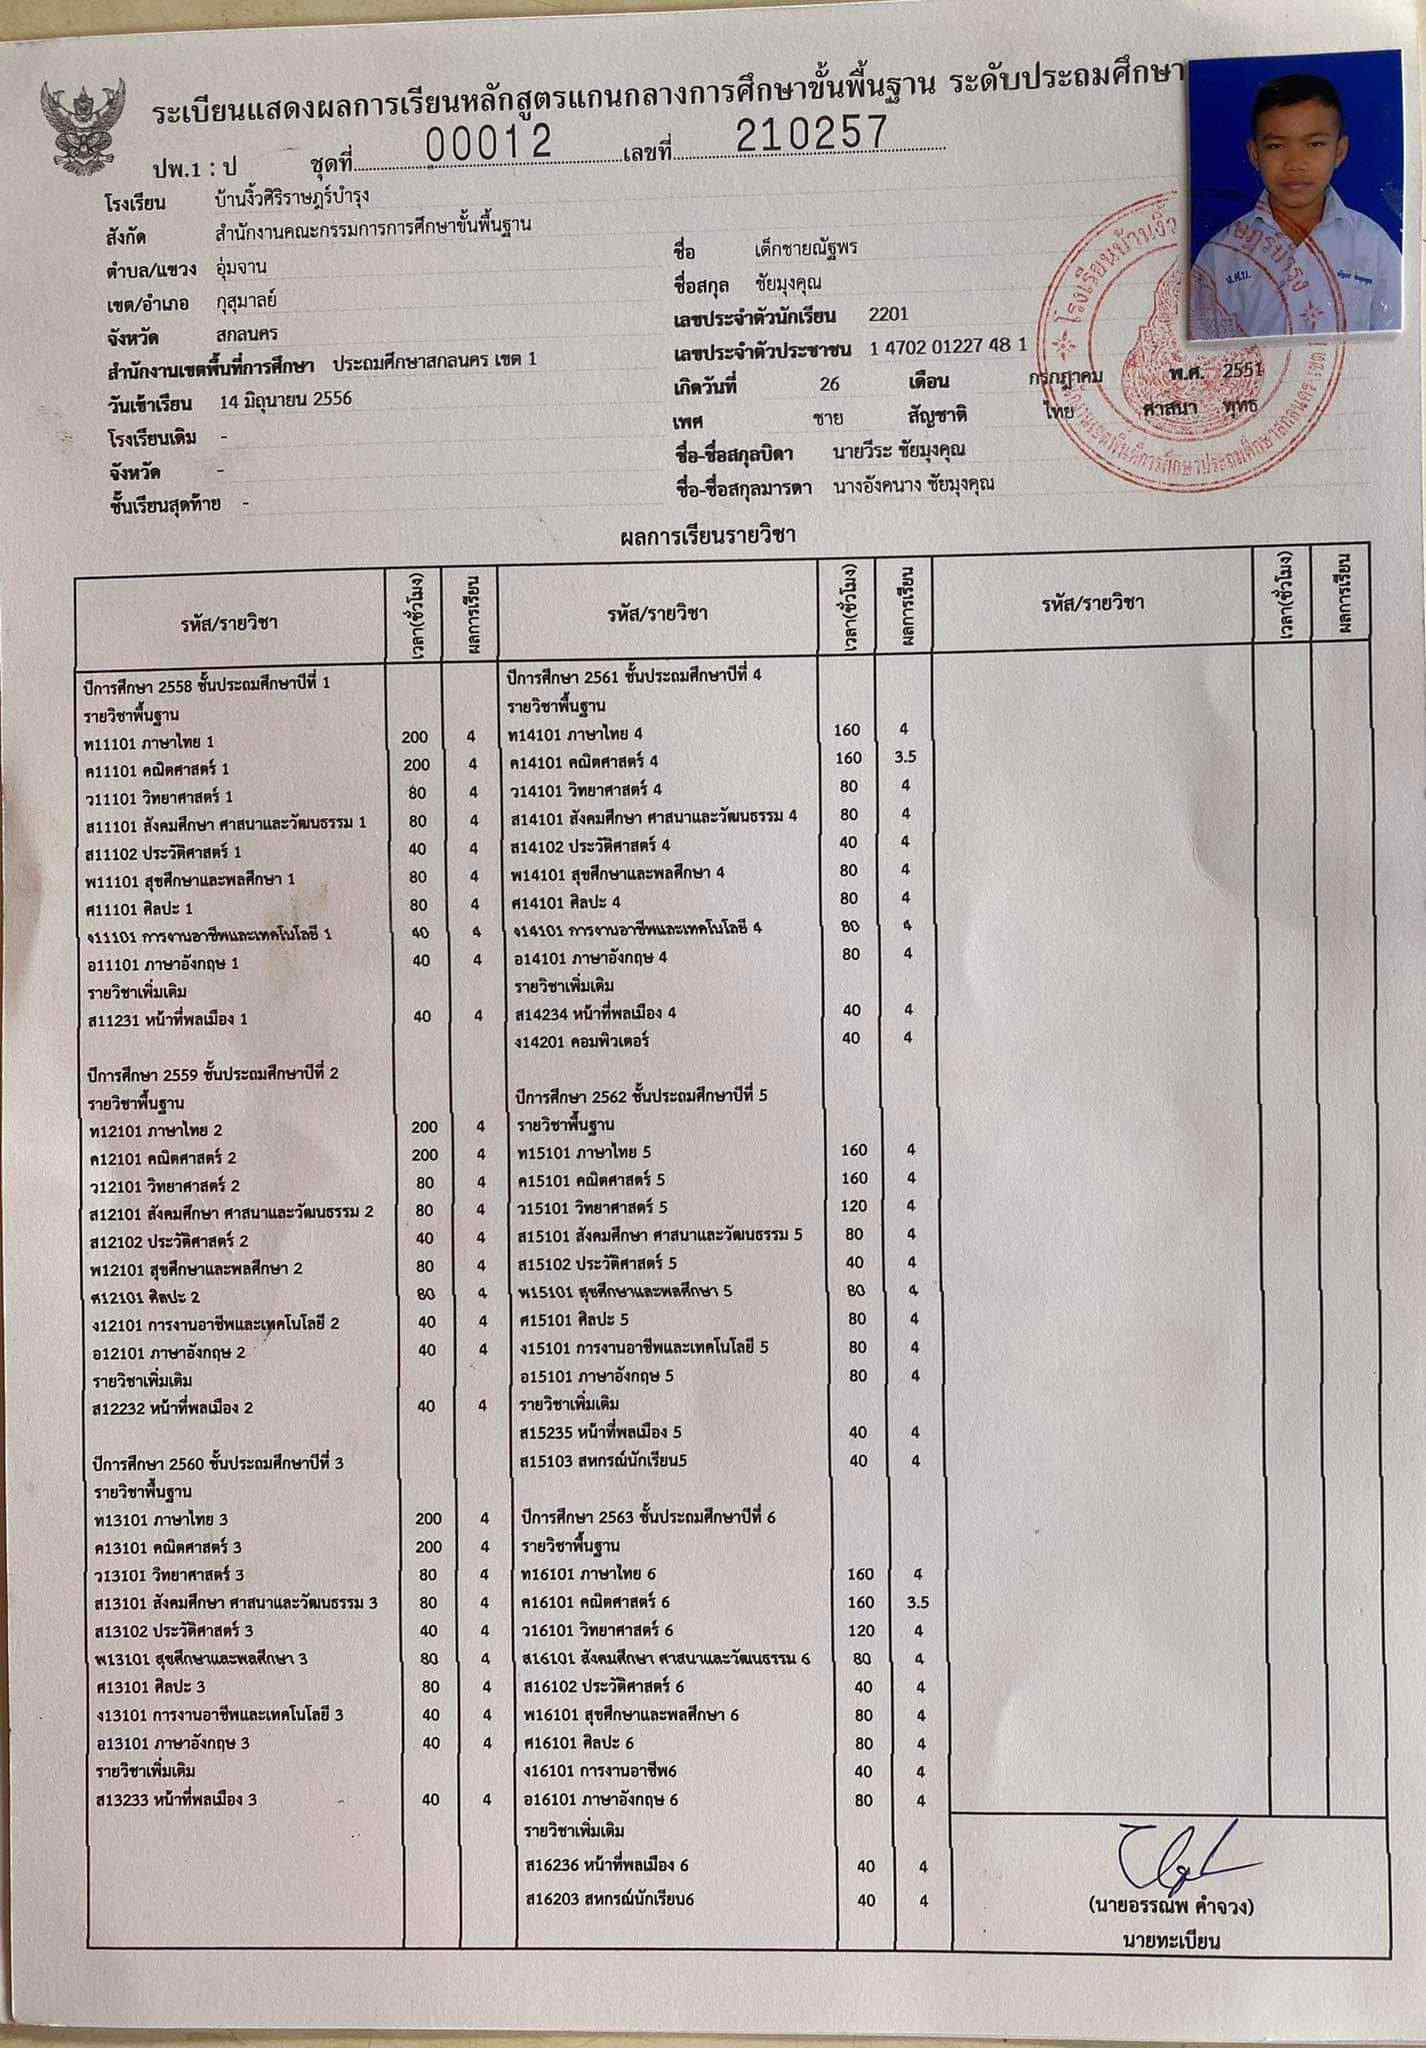 ระเบียนแสดงผลการเรียนหลักสูตรแกนกลางการศึกษาขั้นพื้นฐาน ระดับประถมศึกษา
ปพ.1 : ป ชุดที่ 00012 เลขที่ 210257
โรงเรียน บ้านงิ้วศิริราษฎร์บำรุง
สังกัด สำนักงานคณะกรรมการการศึกษาขั้นพื้นฐาน
ตำบล/แขวง อุ่มจาน
เขต/อำเภอ กุสุมาลย์
จังหวัด สกลนคร
สำนักงานเขตพื้นที่การศึกษา ประถมศึกษาสกลนคร เขต 1
วันเข้าเรียน 14 มิถุนายน 2556
โรงเรียนเดิม -
จังหวัด -
ชั้นเรียนสุดท้าย -
ชื่อ เด็กชายณัฐพร
ชื่อสกุล ชัยมุงคุณ
เลขประจำตัวนักเรียน 2201
เลขประจำตัวประชาชน 1 4702 01227 48 1
เกิดวันที่ 26 เดือน กรกฎาคม พ.ศ. 2551
เพศ ชาย สัญชาติ ไทย ศาสนา พุทธ
ชื่อ-ชื่อสกุลบิดา นายวีระ ชัยมุงคุณ
ชื่อ-ชื่อสกุลมารดา นางอังคนาง ชัยมุงคุณ
ผลการเรียนรายวิชา
รหัส/รายวิชา เวลา(ชั่วโมง) ผลการเรียน รหัส/รายวิชา เวลา(ชั่วโมง) ผลการเรียน รหัส/รายวิชา เวลา(ชั่วโมง) ผลการเรียน
ปีการศึกษา 2558 ชั้นประถมศึกษาปีที่ 1
รายวิชาพื้นฐาน
ท11101 ภาษาไทย 1 200 4
ค11101 คณิตศาสตร์ 1 200 4
ว11101 วิทยาศาสตร์ 1 80 4
ส11101 สังคมศึกษา ศาสนาและวัฒนธรรม 1 80 4
ส11102 ประวัติศาสตร์ 1 40 4
พ11101 สุขศึกษาและพลศึกษา 1 80 4
ศ11101 ศิลปะ 1 80 4
ง11101 การงานอาชีพและเทคโนโลยี 1 40 4
อ11101 ภาษาอังกฤษ 1 40 4
รายวิชาเพิ่มเติม
ส11231 หน้าที่พลเมือง 1 40 4
ปีการศึกษา 2559 ชั้นประถมศึกษาปีที่ 2
รายวิชาพื้นฐาน
ท12101 ภาษาไทย 2 200 4
ค12101 คณิตศาสตร์ 2 200 4
ว12101 วิทยาศาสตร์ 2 80 4
ส12101 สังคมศึกษา ศาสนาและวัฒนธรรม 2 80 4
ส12102 ประวัติศาสตร์ 2 40 4
พ12101 สุขศึกษาและพลศึกษา 2 80 4
ศ12101 ศิลปะ 2 80 4
ง12101 การงานอาชีพและเทคโนโลยี 2 40 4
อ12101 ภาษาอังกฤษ 2 40 4
รายวิชาเพิ่มเติม
ส12232 หน้าที่พลเมือง 2 40 4
ปีการศึกษา 2560 ชั้นประถมศึกษาปีที่ 3
รายวิชาพื้นฐาน
ท13101 ภาษาไทย 3 200 4
ค13101 คณิตศาสตร์ 3 200 4
ว13101 วิทยาศาสตร์ 3 80 4
ส13101 สังคมศึกษา ศาสนาและวัฒนธรรม 3 80 4
ส13102 ประวัติศาสตร์ 3 40 4
พ13101 สุขศึกษาและพลศึกษา 3 80 4
ศ13101 ศิลปะ 3 80 4
ง13101 การงานอาชีพและเทคโนโลยี 3 40 4
อ13101 ภาษาอังกฤษ 3 40 4
รายวิชาเพิ่มเติม
ส13233 หน้าที่พลเมือง 3 40 4
ปีการศึกษา 2561 ชั้นประถมศึกษาปีที่ 4
รายวิชาพื้นฐาน
ท14101 ภาษาไทย 4 160 4
ค14101 คณิตศาสตร์ 4 160 3.5
ว14101 วิทยาศาสตร์ 4 80 4
ส14101 สังคมศึกษา ศาสนาและวัฒนธรรม 4 80 4
ส14102 ประวัติศาสตร์ 4 40 4
พ14101 สุขศึกษาและพลศึกษา 4 80 4
ศ14101 ศิลปะ 4 80 4
ง14101 การงานอาชีพและเทคโนโลยี 4 80 4
อ14101 ภาษาอังกฤษ 4 80 4
รายวิชาเพิ่มเติม
ส14234 หน้าที่พลเมือง 4 40 4
ง14201 คอมพิวเตอร์ 40 4
ปีการศึกษา 2562 ชั้นประถมศึกษาปีที่ 5
รายวิชาพื้นฐาน
ท15101 ภาษาไทย 5 160 4
ค15101 คณิตศาสตร์ 5 160 4
ว15101 วิทยาศาสตร์ 5 120 4
ส15101 สังคมศึกษา ศาสนาและวัฒนธรรม 5 80 4
ส15102 ประวัติศาสตร์ 5 40 4
พ15101 สุขศึกษาและพลศึกษา 5 80 4
ศ15101 ศิลปะ 5 80 4
ง15101 การงานอาชีพและเทคโนโลยี 5 80 4
อ15101 ภาษาอังกฤษ 5 80 4
รายวิชาเพิ่มเติม
ส15235 หน้าที่พลเมือง 5 40 4
ส15103 สหกรณ์นักเรียน5 40 4
ปีการศึกษา 2563 ชั้นประถมศึกษาปีที่ 6
รายวิชาพื้นฐาน
ท16101 ภาษาไทย 6 160 4
ค16101 คณิตศาสตร์ 6 160 3.5
ว16101 วิทยาศาสตร์ 6 120 4
ส16101 สังคมศึกษา ศาสนาและวัฒนธรรม 6 80 4
ส16102 ประวัติศาสตร์ 6 40 4
พ16101 สุขศึกษาและพลศึกษา 6 80 4
ศ16101 ศิลปะ 6 80 4
ง16101 การงานอาชีพ6 40 4
อ16101 ภาษาอังกฤษ 6 80 4
รายวิชาเพิ่มเติม
ส16236 หน้าที่พลเมือง 6 40 4
ส16203 สหกรณ์นักเรียน6 40 4
(นายอรรณพ คำจวง)
นายทะเบียน